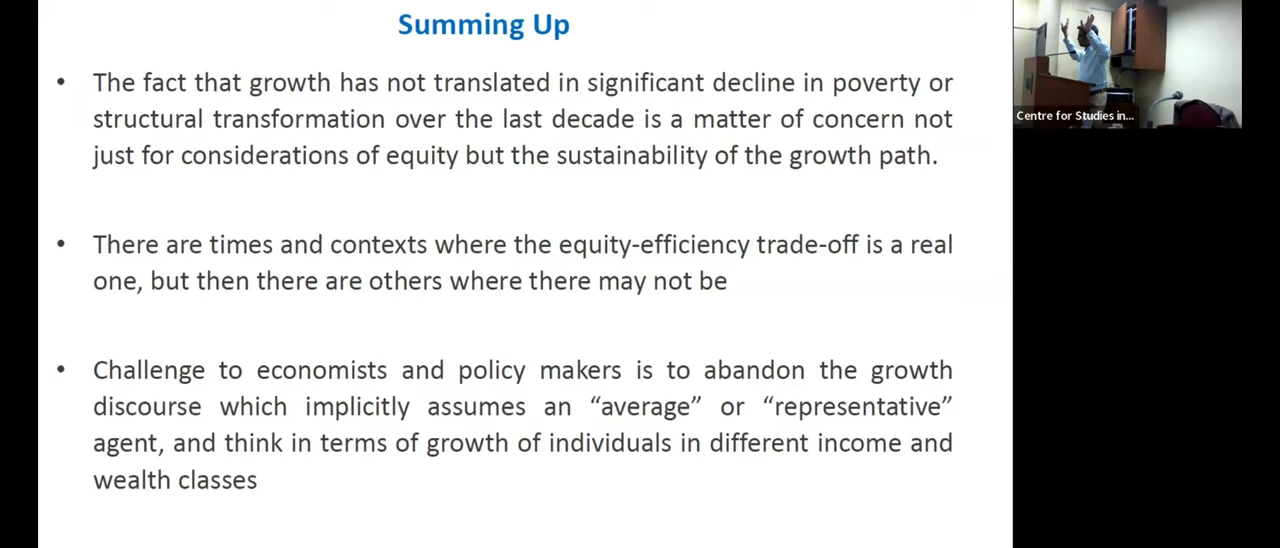 Summing Up
• The fact that growth has not translated in significant decline in poverty or
structural transformation over the last decade is a matter of concern not
just for considerations of equity but the sustainability of the growth path.
• There are times and contexts where the equity-efficiency trade-off is a real
one, but then there are others where there may not be
• Challenge to economists and policy makers is to abandon the growth
discourse which implicitly assumes an “average” or “representative”
agent, and think in terms of growth of individuals in different income and
wealth classes
Centre for Studies in...